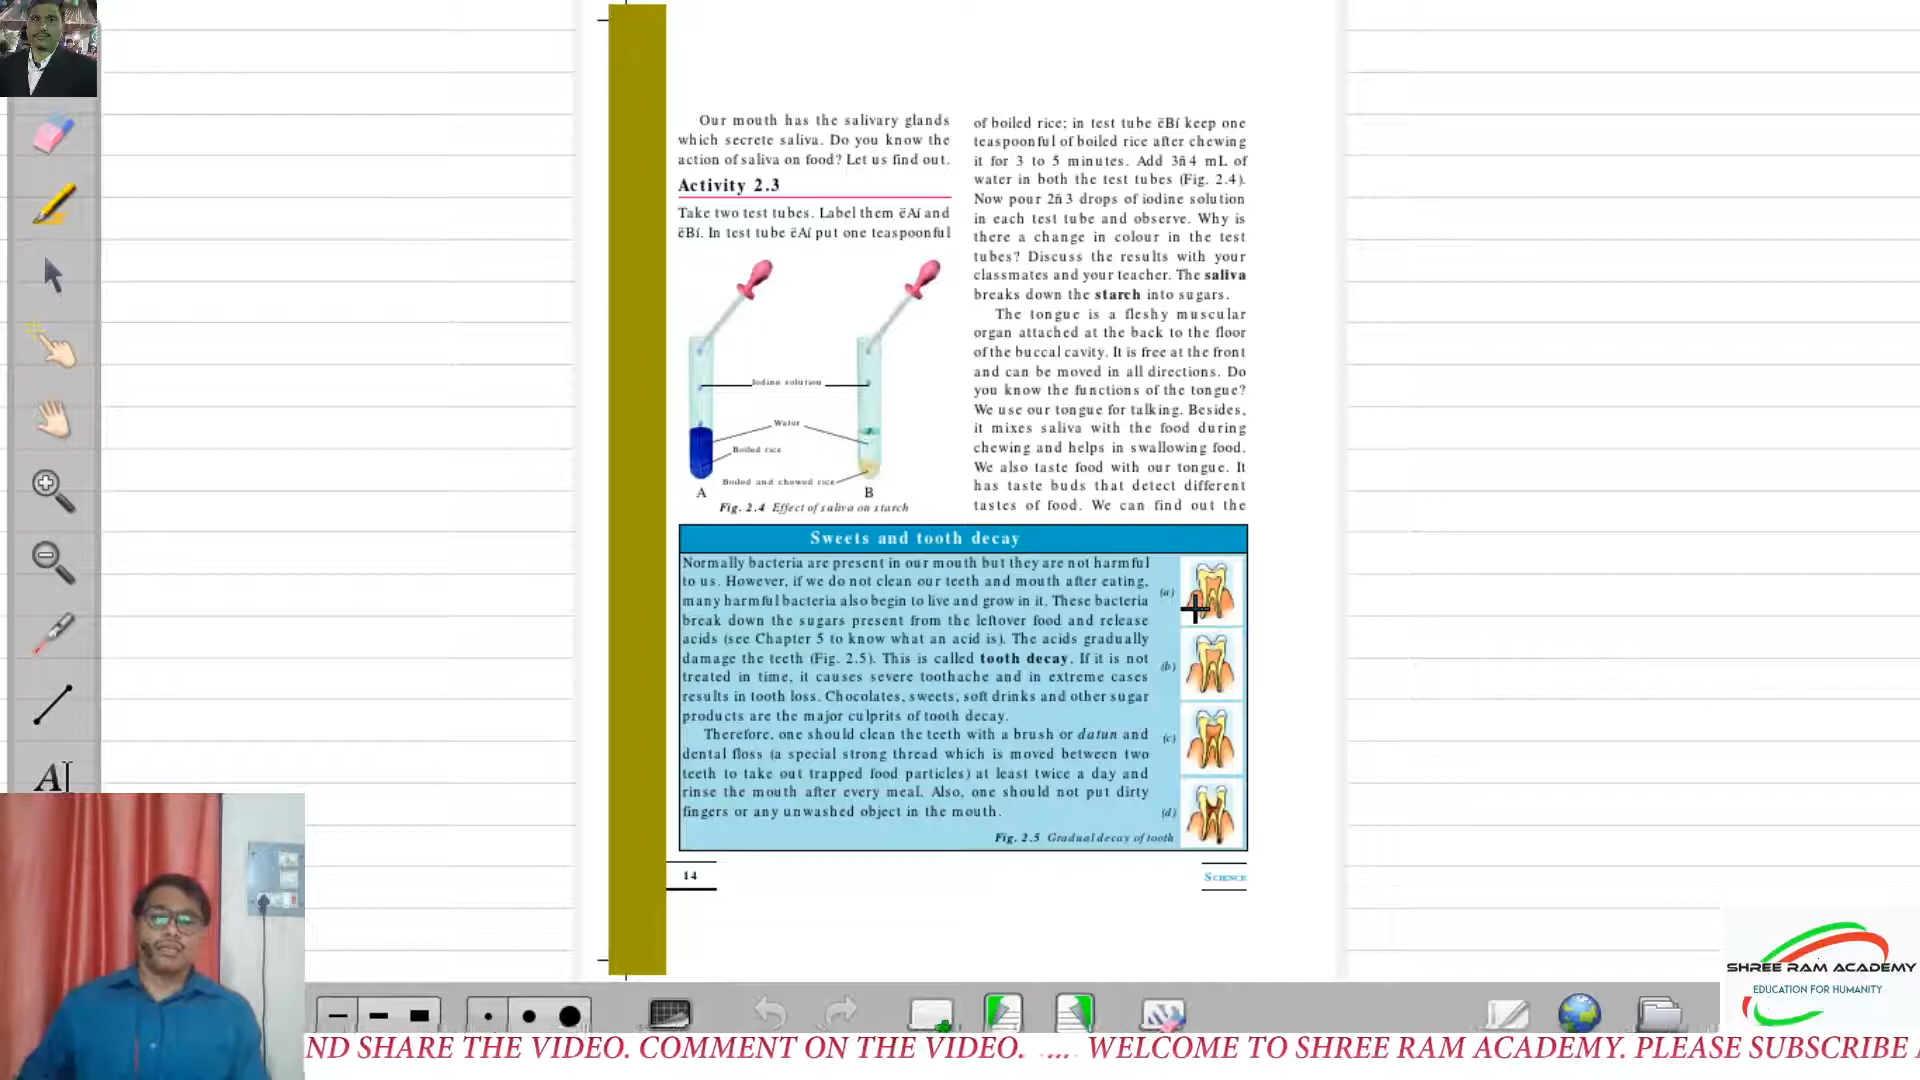 Our mouth has the salivary glands
which secrete saliva. Do you know the
action of saliva on food? Let us find out.
Activity 2.3
Take two test tubes. Label them ëAí and
ëBí. In test tube ëAí put one teaspoonful
Iodine solution
Water
Boiled rice
Boiled and chewed rice
A
B
Fig. 2.4 Effect of saliva on starch
of boiled rice; in test tube ëBí keep one
teaspoonful of boiled rice after chewing
it for 3 to 5 minutes. Add 3ñ4 mL of
water in both the test tubes (Fig. 2.4).
Now pour 2ñ3 drops of iodine solution
in each test tube and observe. Why is
there a change in colour in the test
tubes? Discuss the results with your
classmates and your teacher. The saliva
breaks down the starch into sugars.
The tongue is a fleshy muscular
organ attached at the back to the floor
of the buccal cavity. It is free at the front
and can be moved in all directions. Do
you know the functions of the tongue?
We use our tongue for talking. Besides,
it mixes saliva with the food during
chewing and helps in swallowing food.
We also taste food with our tongue. It
has taste buds that detect different
tastes of food. We can find out the
Sweets and tooth decay
Normally bacteria are present in our mouth but they are not harmful
to us. However, if we do not clean our teeth and mouth after eating,
many harmful bacteria also begin to live and grow in it. These bacteria
break down the sugars present from the leftover food and release
acids (see Chapter 5 to know what an acid is). The acids gradually
damage the teeth (Fig. 2.5). This is called tooth decay. If it is not
treated in time, it causes severe toothache and in extreme cases
results in tooth loss. Chocolates, sweets, soft drinks and other sugar
products are the major culprits of tooth decay.
Therefore, one should clean the teeth with a brush or datun and
dental floss (a special strong thread which is moved between two
teeth to take out trapped food particles) at least twice a day and
rinse the mouth after every meal. Also, one should not put dirty
fingers or any unwashed object in the mouth.
(a)
(b)
(c)
(d)
Fig. 2.5 Gradual decay of tooth
14
SCIENCE
A
SHREE RAM ACADEMY
EDUCATION FOR HUMANITY
ND SHARE THE VIDEO. COMMENT ON THE VIDEO. .... WELCOME TO SHREE RAM ACADEMY. PLEASE SUBSCRIBE